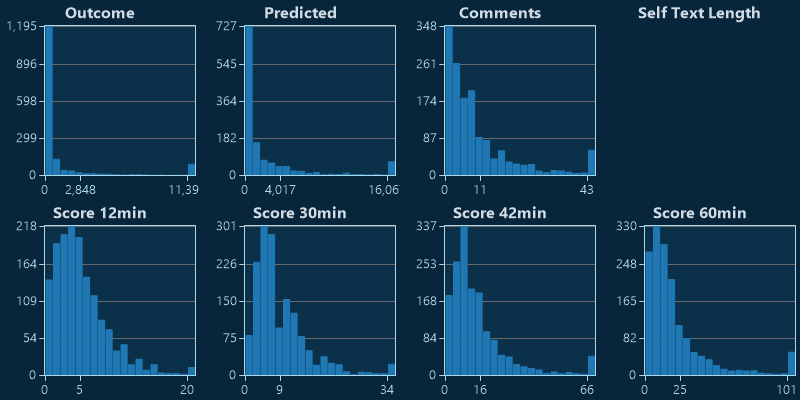 Outcome Predicted Comments Self Text Length
1,195 727 348
896 545 261
598 364 174
299 182 87
0 0 0
0 2,848 11,39 0 4,017 16,06 0 11 43
Score 12min Score 30min Score 42min Score 60min
218 301 337 330
164 226 253 248
109 150 168 165
54 75 84 82
0 0 0 0
0 5 20 0 9 34 0 16 66 0 25 101